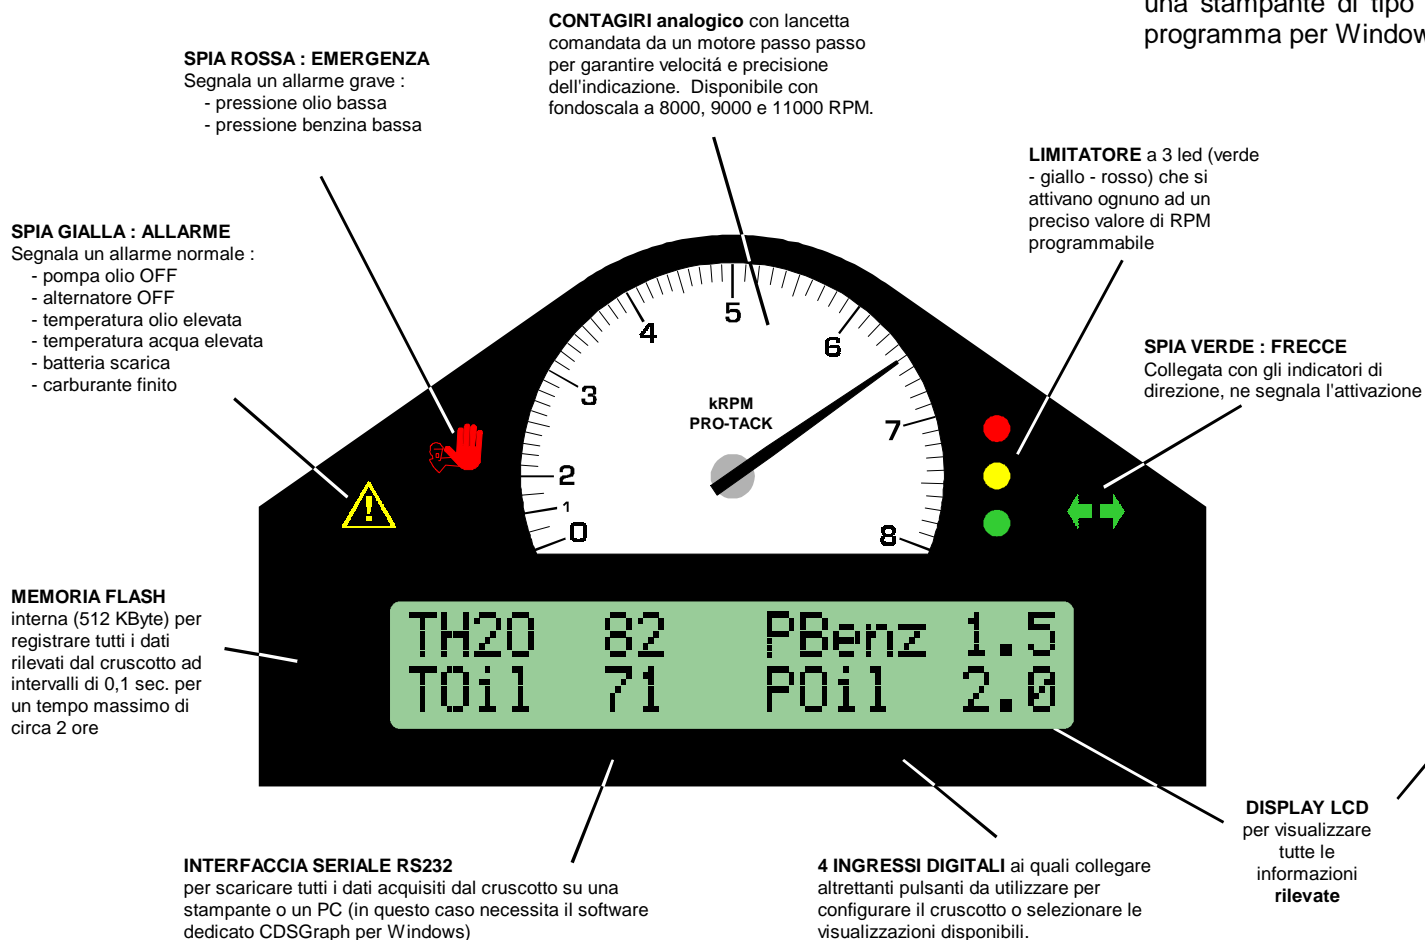 una stampante di tipo
programma per Window
CONTAGIRI analogico con lancetta
comandata da un motore passo passo
per garantire velocitá e precisione
dell'indicazione. Disponibile con
fondoscala a 8000, 9000 e 11000 RPM.
SPIA ROSSA : EMERGENZA
Segnala un allarme grave :
- pressione olio bassa
- pressione benzina bassa
LIMITATORE a 3 led (verde
- giallo - rosso) che si
attivano ognuno ad un
preciso valore di RPM
programmabile
SPIA GIALLA : ALLARME
Segnala un allarme normale :
- pompa olio OFF
- alternatore OFF
- temperatura olio elevata
- temperatura acqua elevata
- batteria scarica
- carburante finito
SPIA VERDE : FRECCE
Collegata con gli indicatori di
direzione, ne segnala l'attivazione
0
1
2
3
4
5
6
7
8
kRPM
PRO-TACK
!
MEMORIA FLASH
interna (512 KByte) per
registrare tutti i dati
rilevati dal cruscotto ad
intervalli di 0,1 sec. per
un tempo massimo di
circa 2 ore
TH2O 82 PBenz 1.5
TOil 71 POil 2.0
DISPLAY LCD
per visualizzare
tutte le
informazioni
rilevate
INTERFACCIA SERIALE RS232
per scaricare tutti i dati acquisiti dal cruscotto su una
stampante o un PC (in questo caso necessita il software
dedicato CDSGraph per Windows)
4 INGRESSI DIGITALI ai quali collegare
altrettanti pulsanti da utilizzare per
configurare il cruscotto o selezionare le
visualizzazioni disponibili.